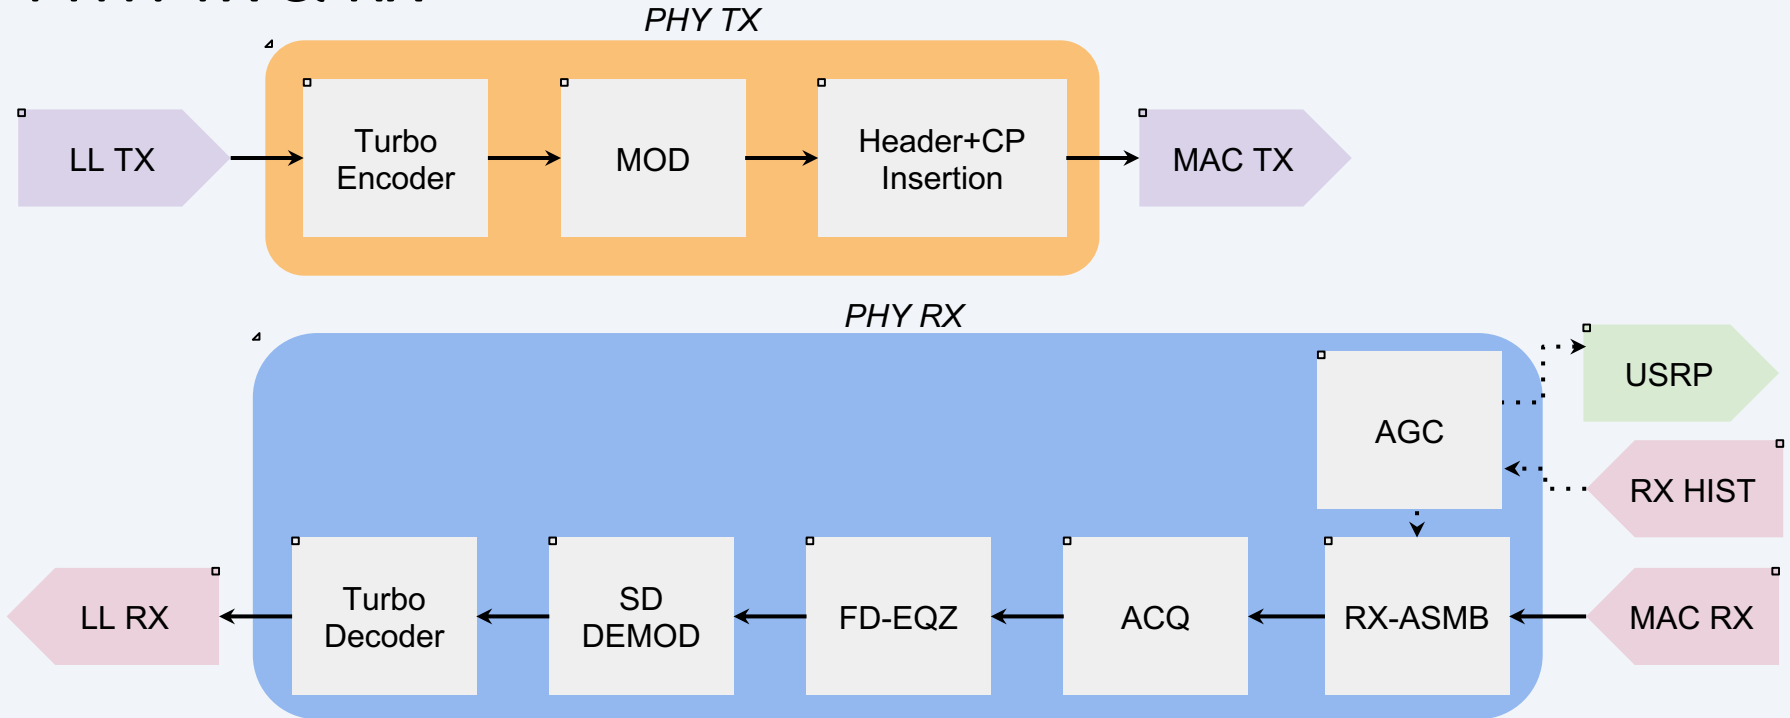 PHY TX
LL TX
Turbo
Encoder
MOD
Header+CP
Insertion
MAC TX
PHY RX
USRP
AGC
RX HIST
LL RX
Turbo
Decoder
SD
DEMOD
FD-EQZ
ACQ
RX-ASMB
MAC RX